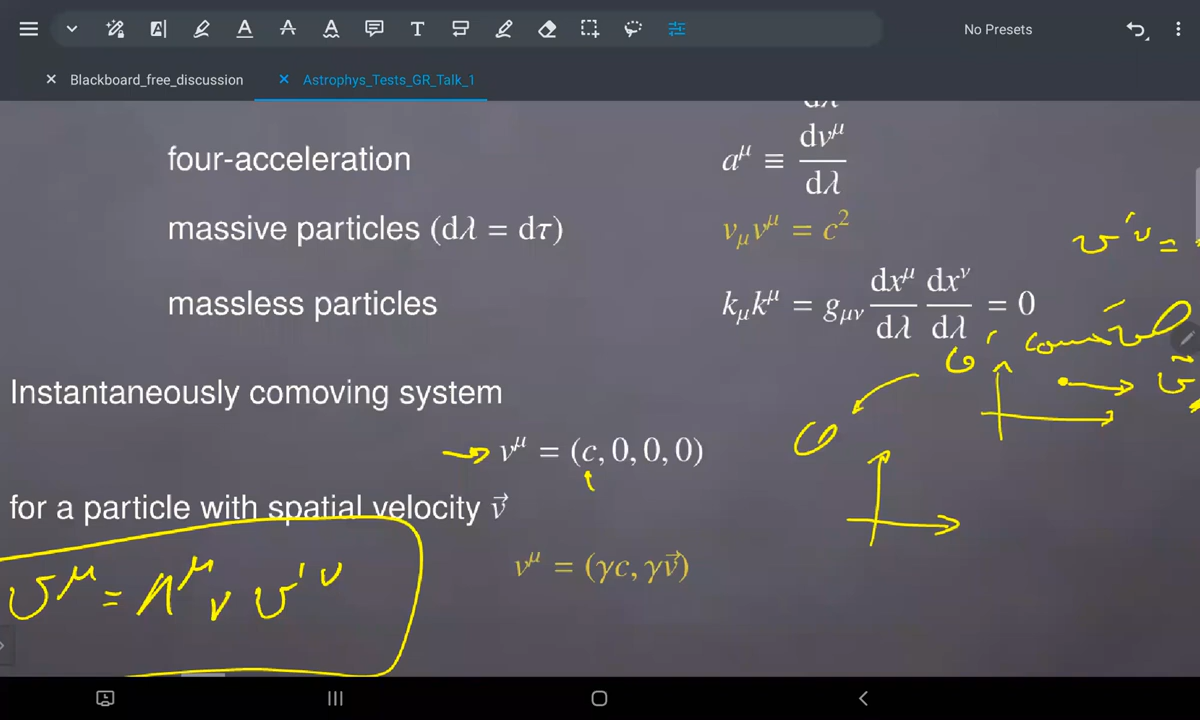 No Presets
Blackboard_free_discussion
Astrophys_Tests_GR_Talk_1
four-acceleration a^μ ≡ dv^μ/dλ
massive particles (dλ = dτ) v_μ v^μ = c²
v'^ν =
massless particles k_μ k^μ = g_μν dx^μ/dλ dx^ν/dλ = 0
O'
Instantaneously comoving system
v^μ = (c, 0, 0, 0)
O
for a particle with spatial velocity v⃗
v^μ = (γc, γv⃗)
v^μ = Λ^μ_ν v'^ν